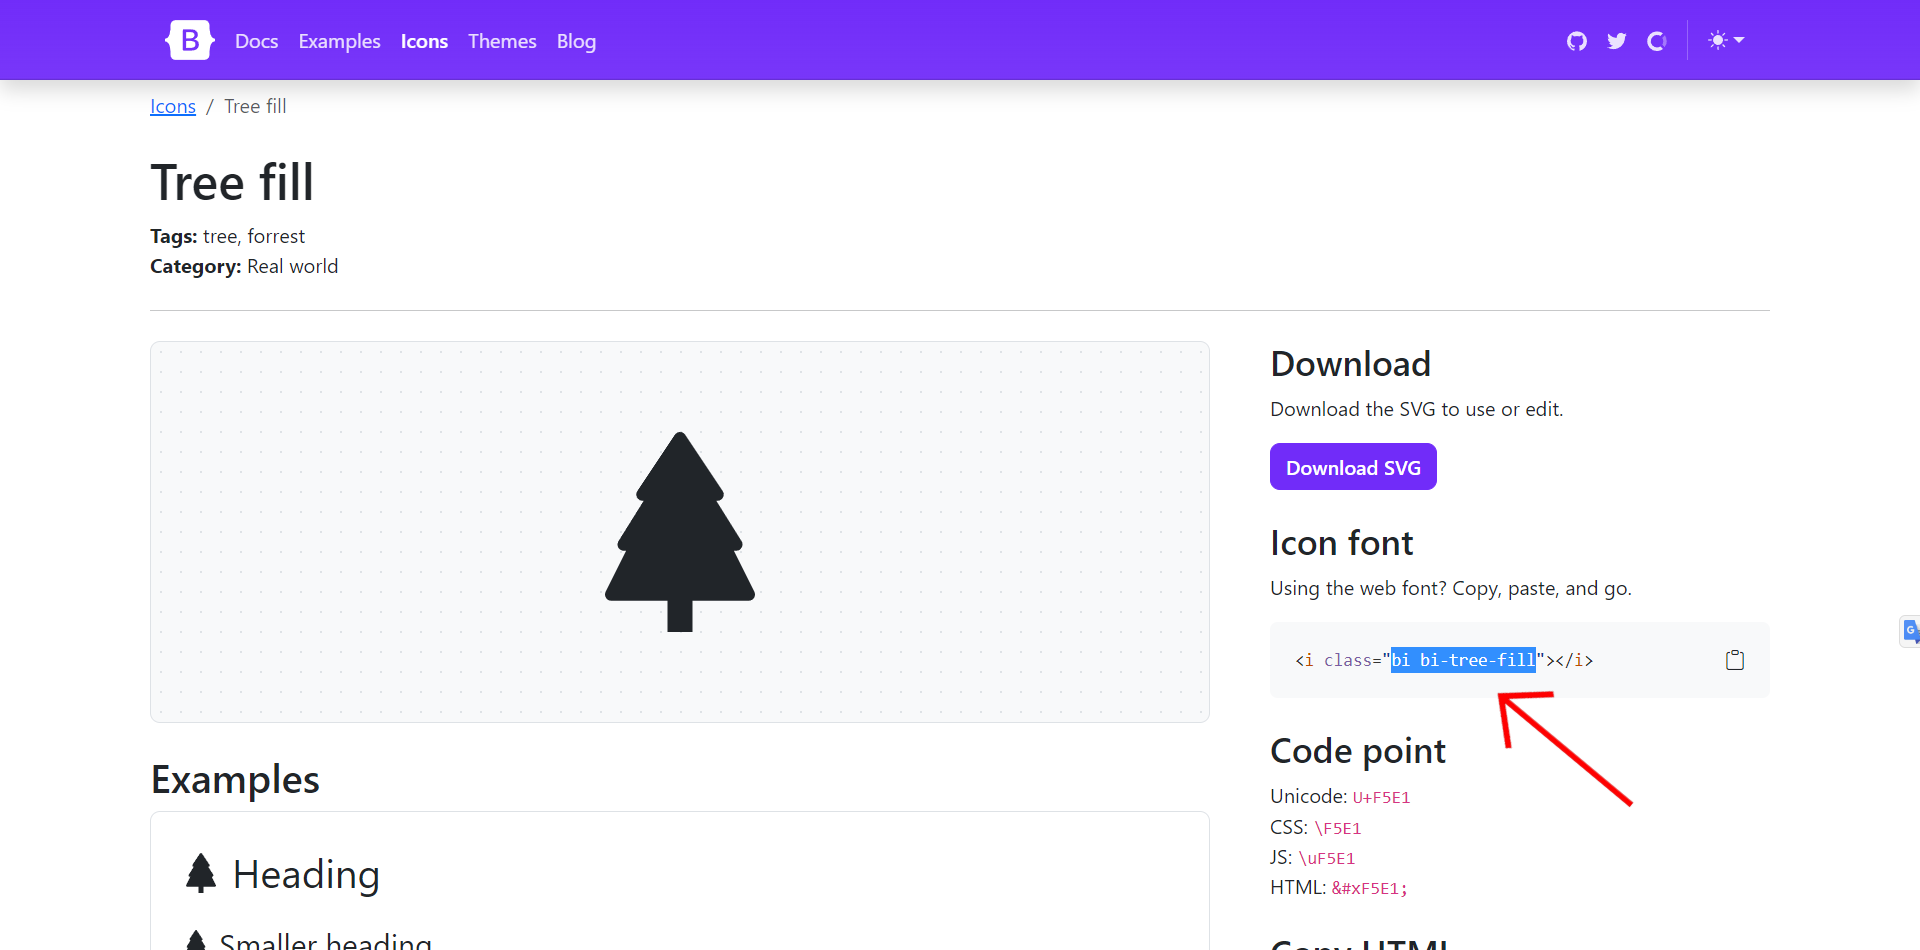 B Docs Examples Icons Themes Blog
Icons / Tree fill
Tree fill
Tags: tree, forrest
Category: Real world
Download
Download the SVG to use or edit.
Download SVG
Icon font
Using the web font? Copy, paste, and go.
<i class="bi bi-tree-fill"></i>
Code point
Unicode: U+F5E1
CSS: \F5E1
JS: \uF5E1
HTML: &#xF5E1;
Copy HTML
Examples
Heading
Smaller heading